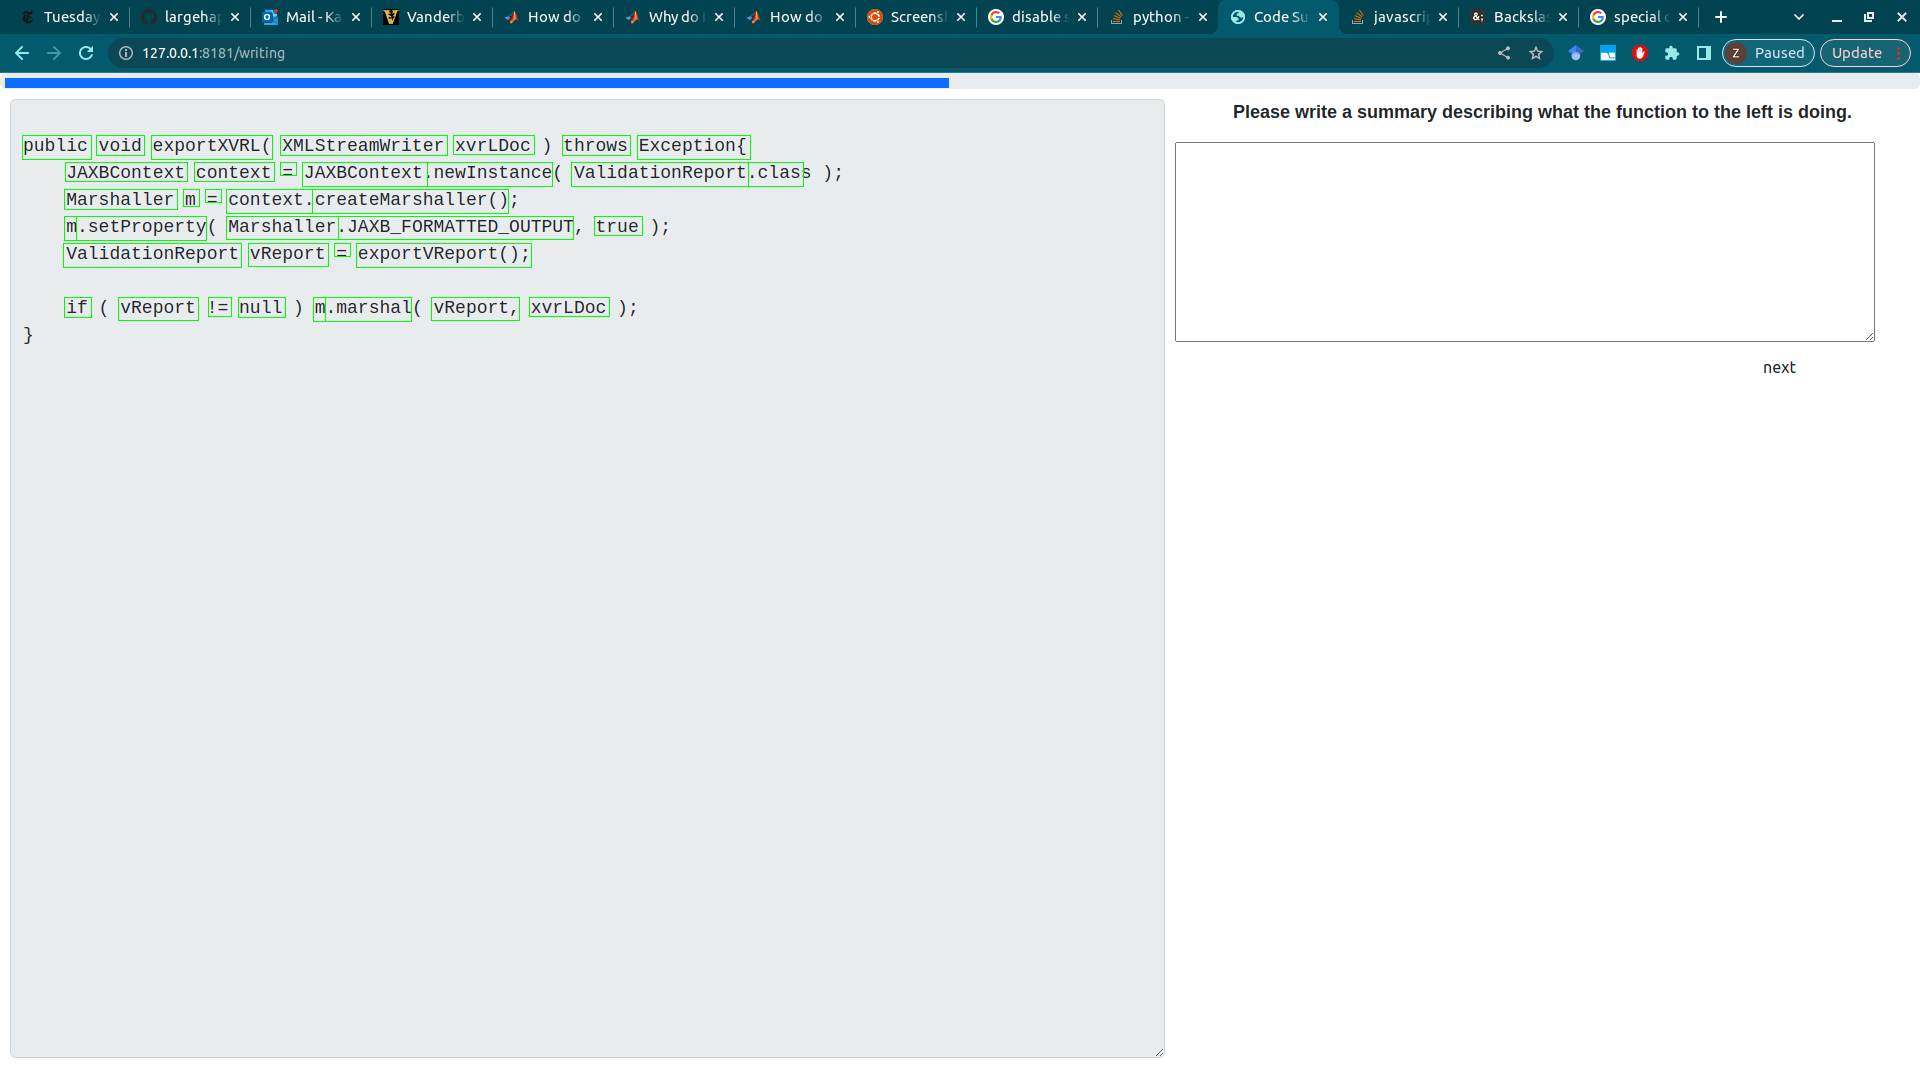 Tuesday largehap Mail - Ka Vanderb How do Why do How do Screens disable s python - Code Su javascrip Backslas special c
127.0.0.1:8181/writing Z Paused Update
Please write a summary describing what the function to the left is doing.
public void exportXVRL( XMLStreamWriter xvrLDoc ) throws Exception{
JAXBContext context = JAXBContext.newInstance( ValidationReport.class );
Marshaller m = context.createMarshaller();
m.setProperty( Marshaller.JAXB_FORMATTED_OUTPUT, true );
ValidationReport vReport = exportVReport();
if ( vReport != null ) m.marshal( vReport, xvrLDoc );
}
next